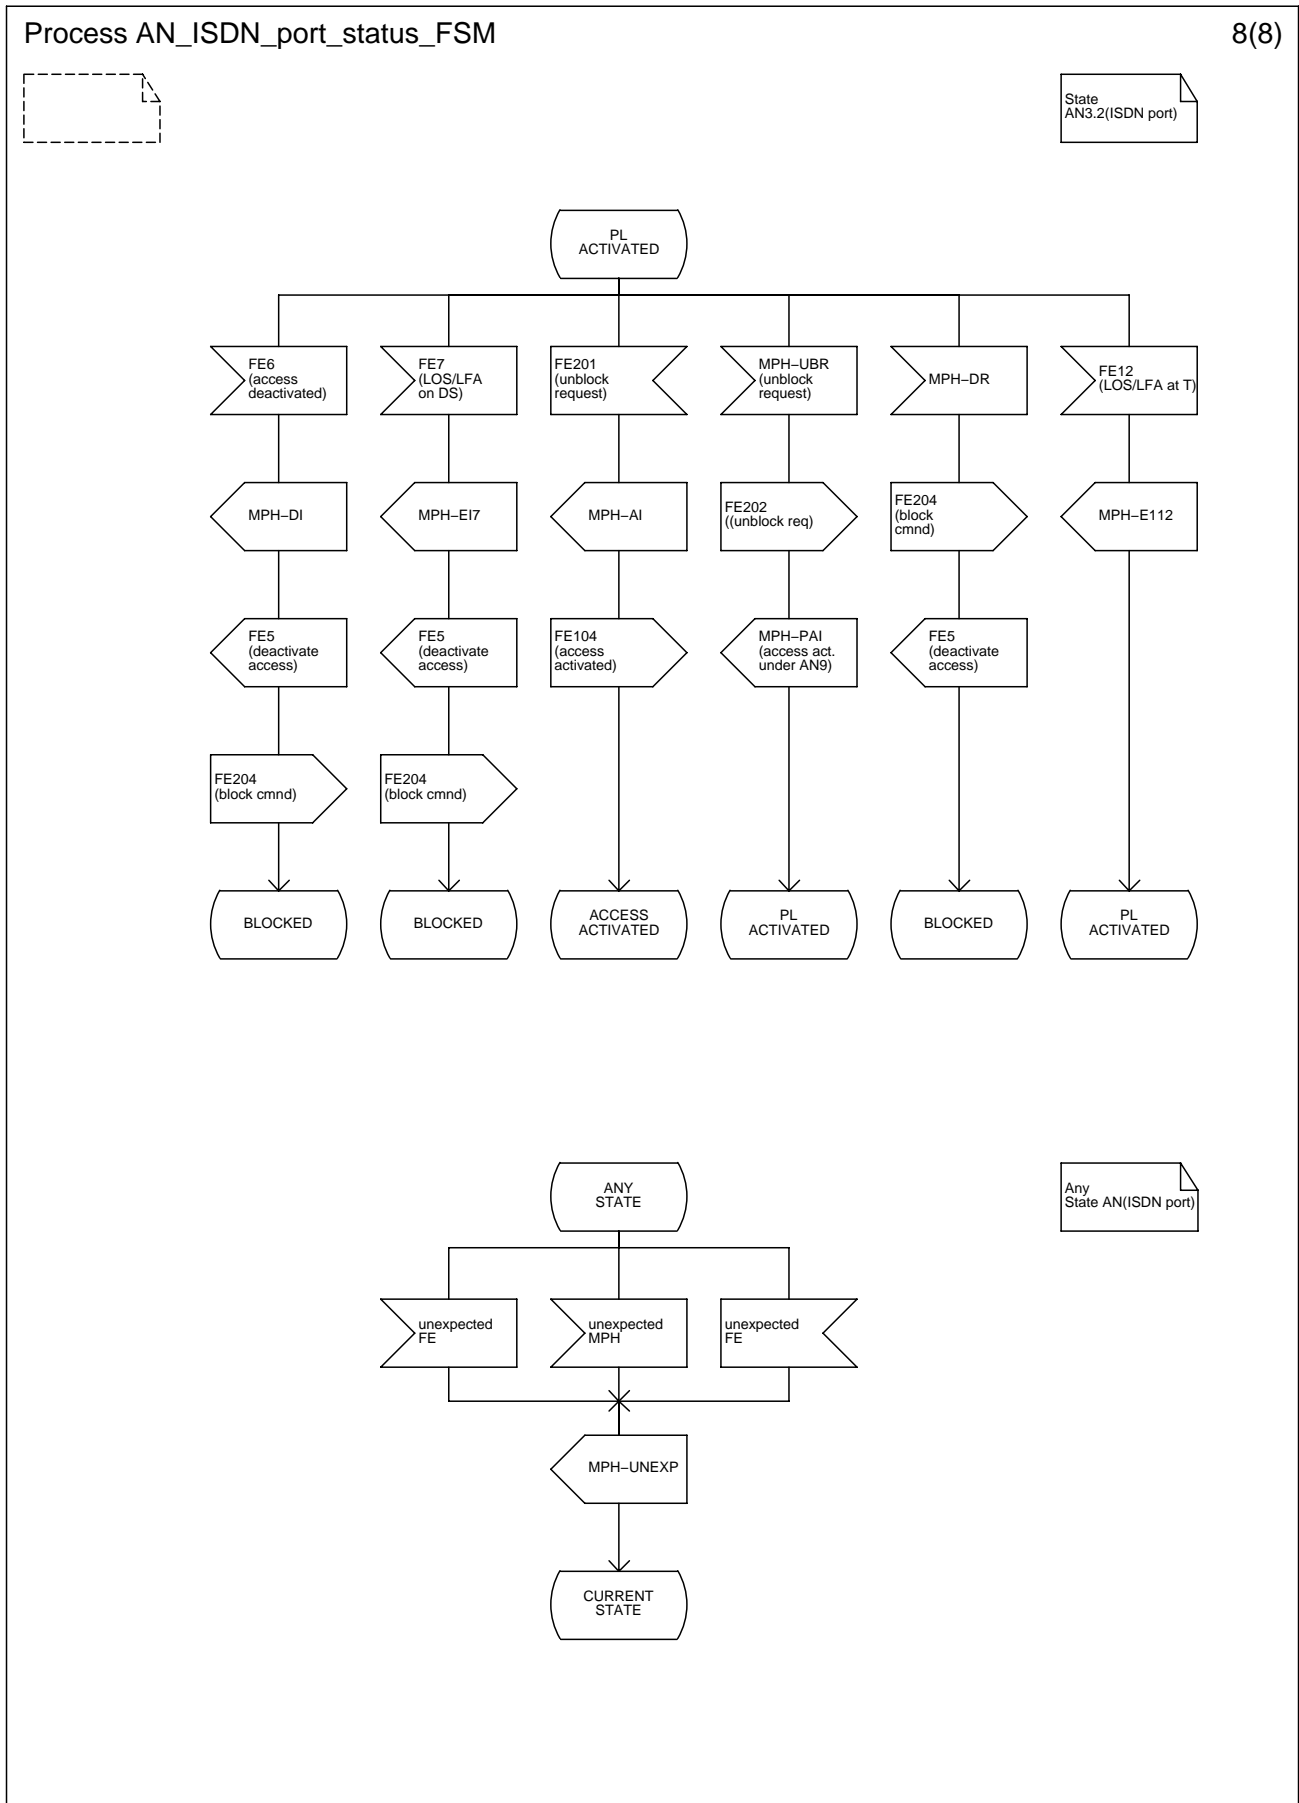 Process AN_ISDN_port_status_FSM
8(8)
State
AN3.2(ISDN port)
PL
ACTIVATED
FE6
(access
deactivated)
FE7
(LOS/LFA
on DS)
FE201
(unblock
request)
MPH−UBR
(unblock
request)
MPH−DR
FE12
(LOS/LFA at T)
MPH−DI
MPH−EI7
MPH−AI
FE202
((unblock req)
FE204
(block
cmnd)
MPH−E112
FE5
(deactivate
access)
FE5
(deactivate
access)
FE104
(access
activated)
MPH−PAI
(access act.
under AN9)
FE5
(deactivate
access)
FE204
(block cmnd)
FE204
(block cmnd)
BLOCKED
BLOCKED
ACCESS
ACTIVATED
PL
ACTIVATED
BLOCKED
PL
ACTIVATED
ANY
STATE
Any
State AN(ISDN port)
unexpected
FE
unexpected
MPH
unexpected
FE
MPH−UNEXP
CURRENT
STATE